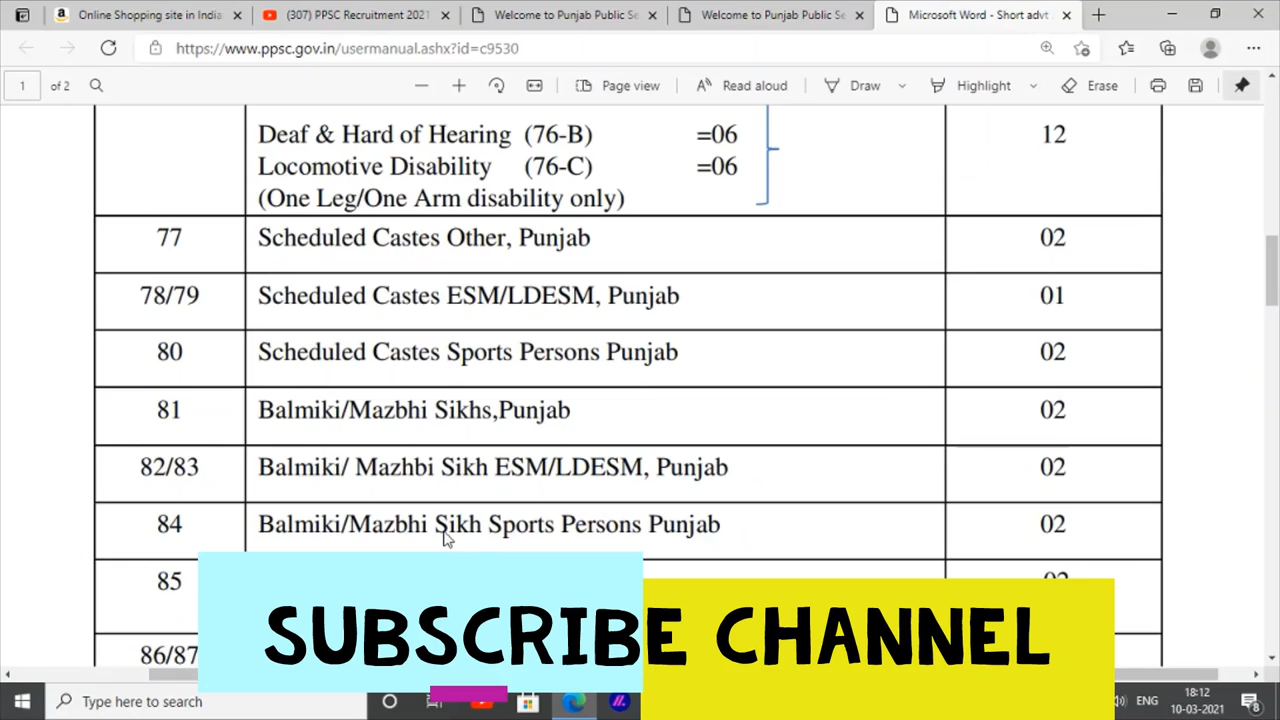 Online Shopping site in India
(307) PPSC Recruitment 2021
Welcome to Punjab Public Se
Welcome to Punjab Public Se
Microsoft Word - Short advt
https://www.ppsc.gov.in/usermanual.ashx?id=c9530
1 of 2
Page view
Read aloud
Draw
Highlight
Erase
Deaf & Hard of Hearing (76-B) =06 12
Locomotive Disability (76-C) =06
(One Leg/One Arm disability only)
77 Scheduled Castes Other, Punjab 02
78/79 Scheduled Castes ESM/LDESM, Punjab 01
80 Scheduled Castes Sports Persons Punjab 02
81 Balmiki/Mazbhi Sikhs,Punjab 02
82/83 Balmiki/ Mazhbi Sikh ESM/LDESM, Punjab 02
84 Balmiki/Mazbhi Sikh Sports Persons Punjab 02
85 02
86/87
SUBSCRIBE CHANNEL
Type here to search
ENG
18:12
10-03-2021
8